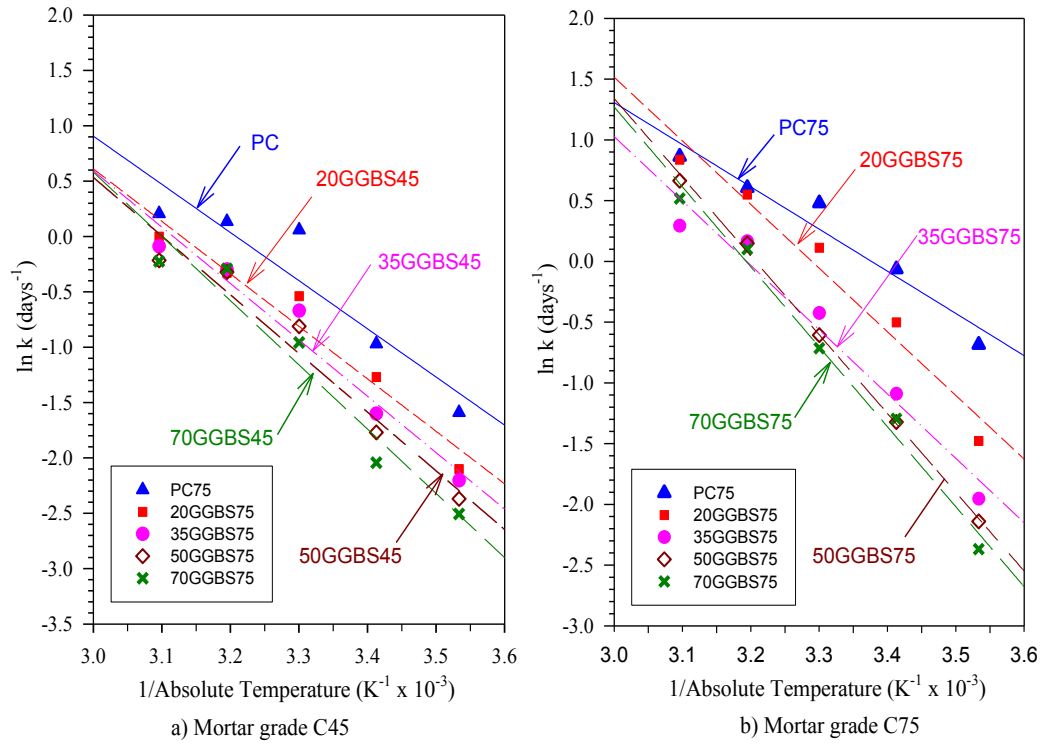 2.0
1.5
1.0
0.5
0.0
-0.5
-1.0
-1.5
-2.0
-2.5
-3.0
-3.5
ln k (days-1)
PC
20GGBS45
35GGBS45
70GGBS45
50GGBS45
PC75
20GGBS75
35GGBS75
50GGBS75
70GGBS75
3.0 3.1 3.2 3.3 3.4 3.5 3.6
1/Absolute Temperature (K-1 x 10-3)
a) Mortar grade C45
2.0
1.5
1.0
0.5
0.0
-0.5
-1.0
-1.5
-2.0
-2.5
-3.0
ln k (days-1)
PC75
20GGBS75
35GGBS75
70GGBS75
50GGBS75
PC75
20GGBS75
35GGBS75
50GGBS75
70GGBS75
3.0 3.1 3.2 3.3 3.4 3.5 3.6
1/Absolute Temperature (K-1 x 10-3)
b) Mortar grade C75